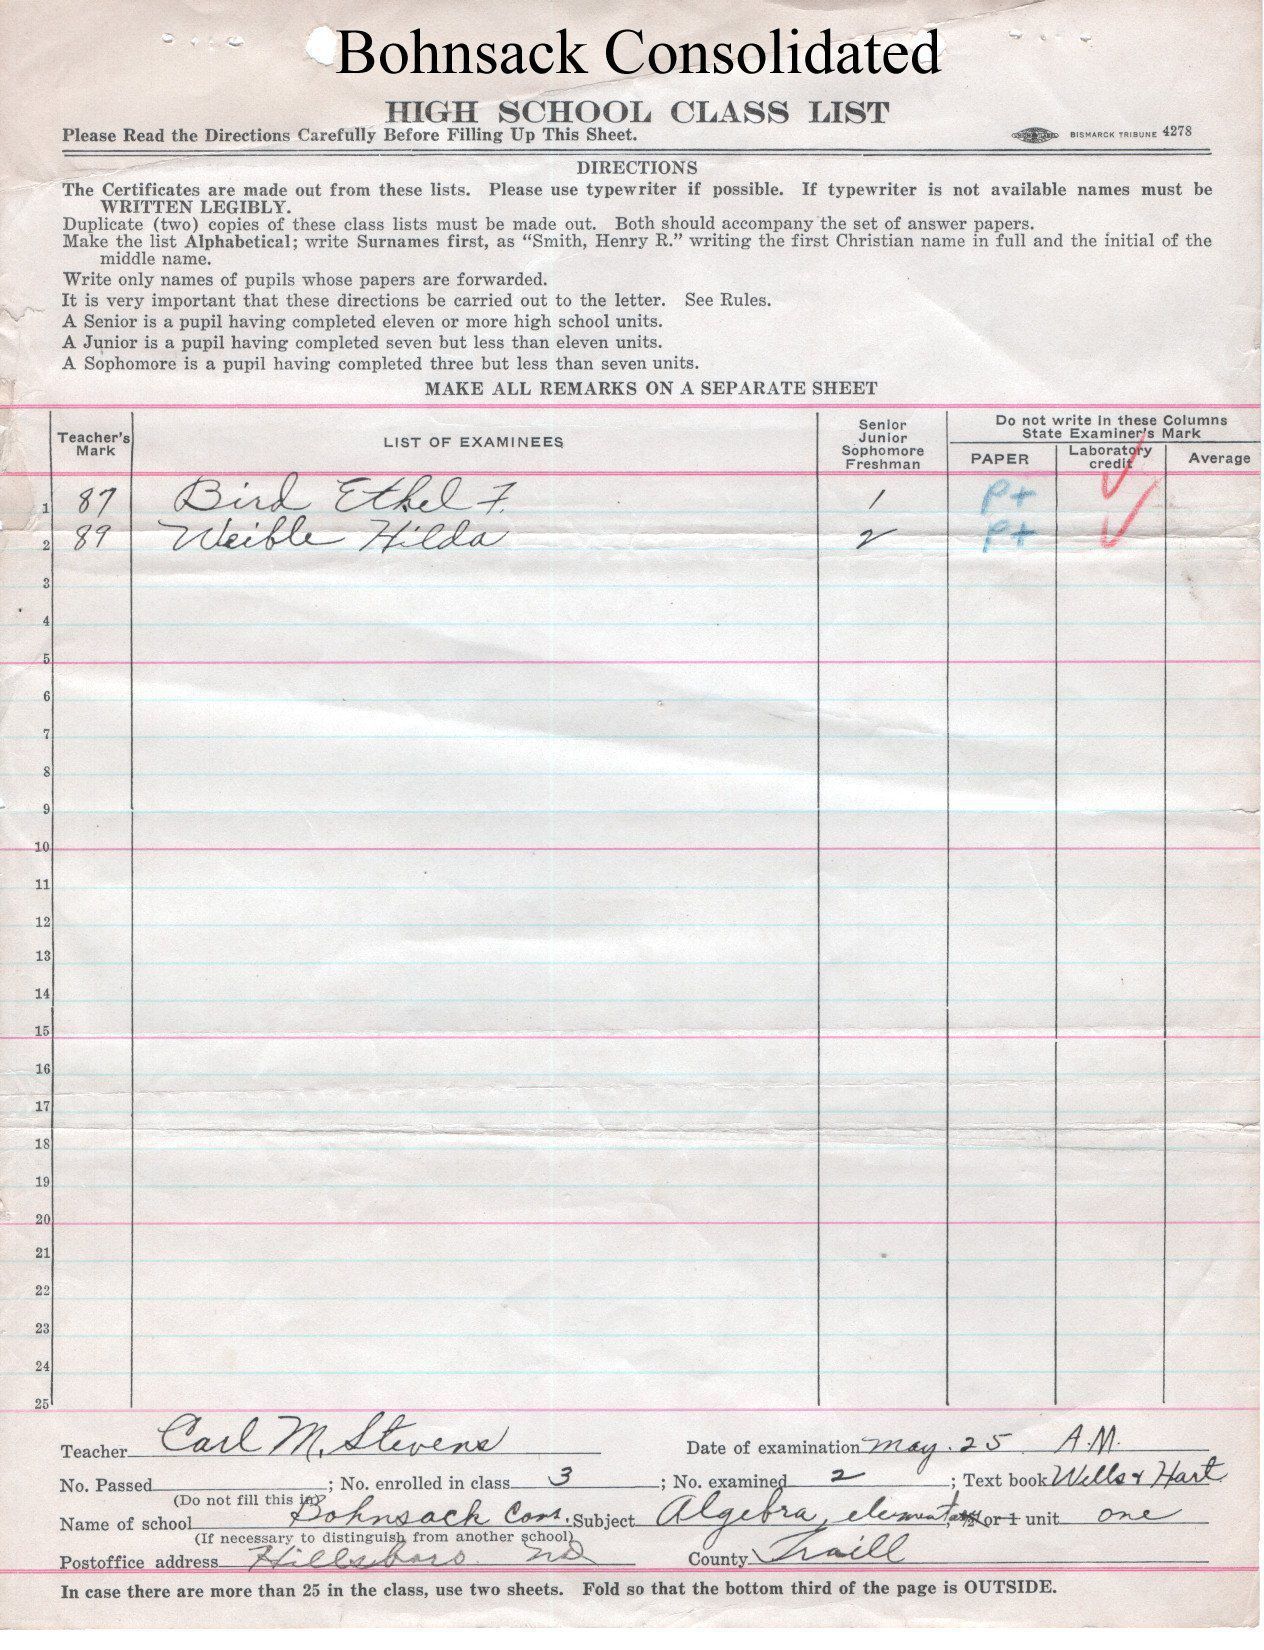 Bohnsack Consolidated
HIGH SCHOOL CLASS LIST
Please Read the Directions Carefully Before Filling Up This Sheet. BISMARCK TRIBUNE 4278
DIRECTIONS
The Certificates are made out from these lists. Please use typewriter if possible. If typewriter is not available names must be
WRITTEN LEGIBLY.
Duplicate (two) copies of these class lists must be made out. Both should accompany the set of answer papers.
Make the list Alphabetical; write Surnames first, as “Smith, Henry R.” writing the first Christian name in full and the initial of the
middle name.
Write only names of pupils whose papers are forwarded.
It is very important that these directions be carried out to the letter. See Rules.
A Senior is a pupil having completed eleven or more high school units.
A Junior is a pupil having completed seven but less than eleven units.
A Sophomore is a pupil having completed three but less than seven units.
MAKE ALL REMARKS ON A SEPARATE SHEET
Teacher's Mark LIST OF EXAMINEES Senior Junior Sophomore Freshman Do not write in these Columns State Examiner's Mark
PAPER Laboratory credit Average
1 87 Bird Ethel F. 1 P+ ✓
2 89 Weible Hilda 2 P+ ✓
3
4
5
6
7
8
9
10
11
12
13
14
15
16
17
18
19
20
21
22
23
24
25
Teacher Carl M. Stevens Date of examination May. 25 A.M.
No. Passed ; No. enrolled in class 3 ; No. examined 2 ; Text book Wells & Hart
(Do not fill this in)
Name of school Bohnsack Cons. Subject Algebra, elementary ½ or 1 unit one
(If necessary to distinguish from another school)
Postoffice address Hillsboro ND County Traill
In case there are more than 25 in the class, use two sheets. Fold so that the bottom third of the page is OUTSIDE.